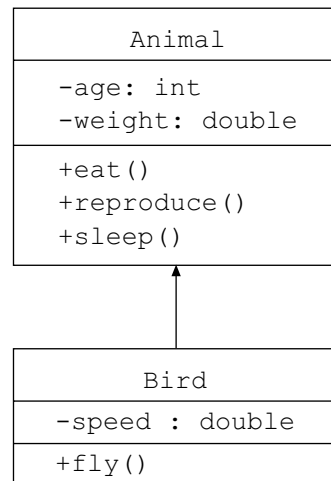 Animal
-age: int
-weight: double
+eat()
+reproduce()
+sleep()
Bird
-speed : double
+fly()